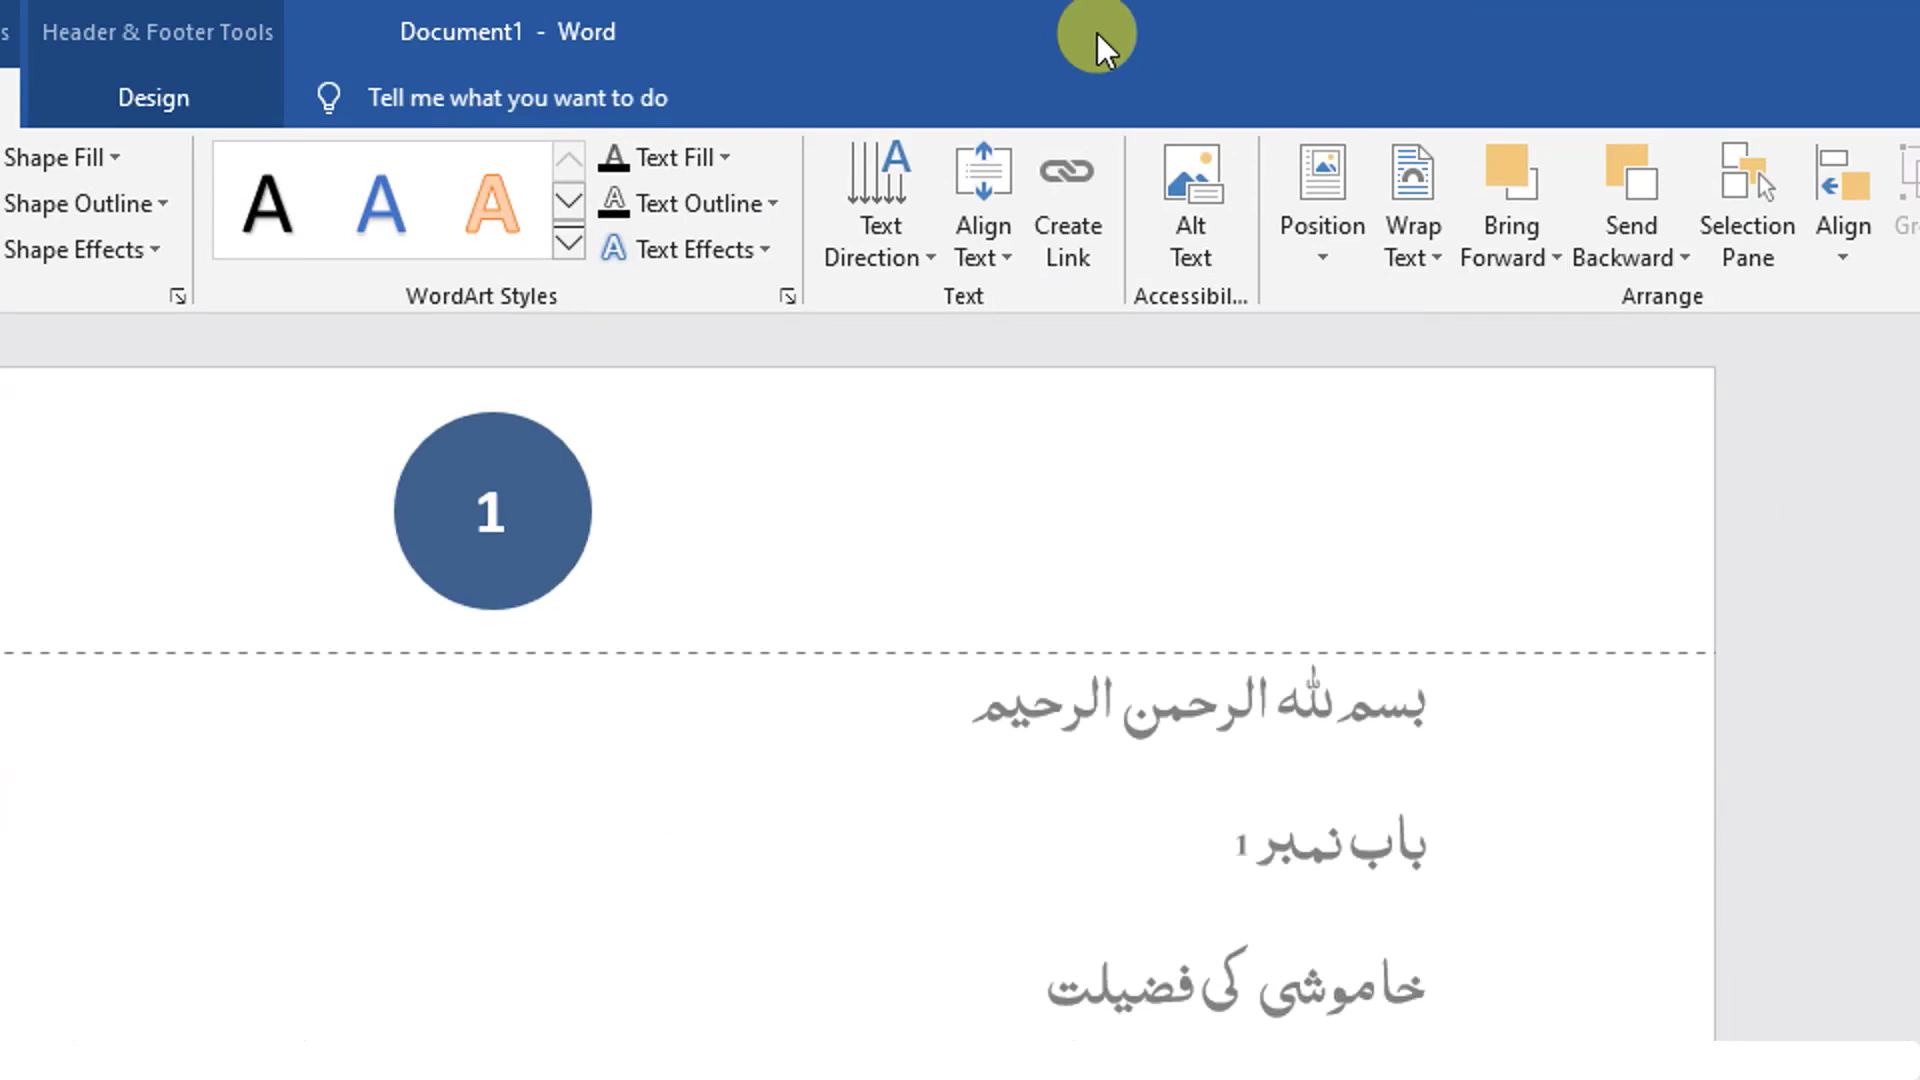 Header & Footer Tools
Document1 - Word
Design
Tell me what you want to do
Shape Fill
Shape Outline
Shape Effects
A A A
Text Fill
Text Outline
Text Effects
Text Direction
Align Text
Create Link
Alt Text
Position
Wrap Text
Bring Forward
Send Backward
Selection Pane
Align
WordArt Styles
Text
Accessibil...
Arrange
1
بسم للہ الرحمن الرحیم
باب نمبر 1
خاموشی کی فضیلت